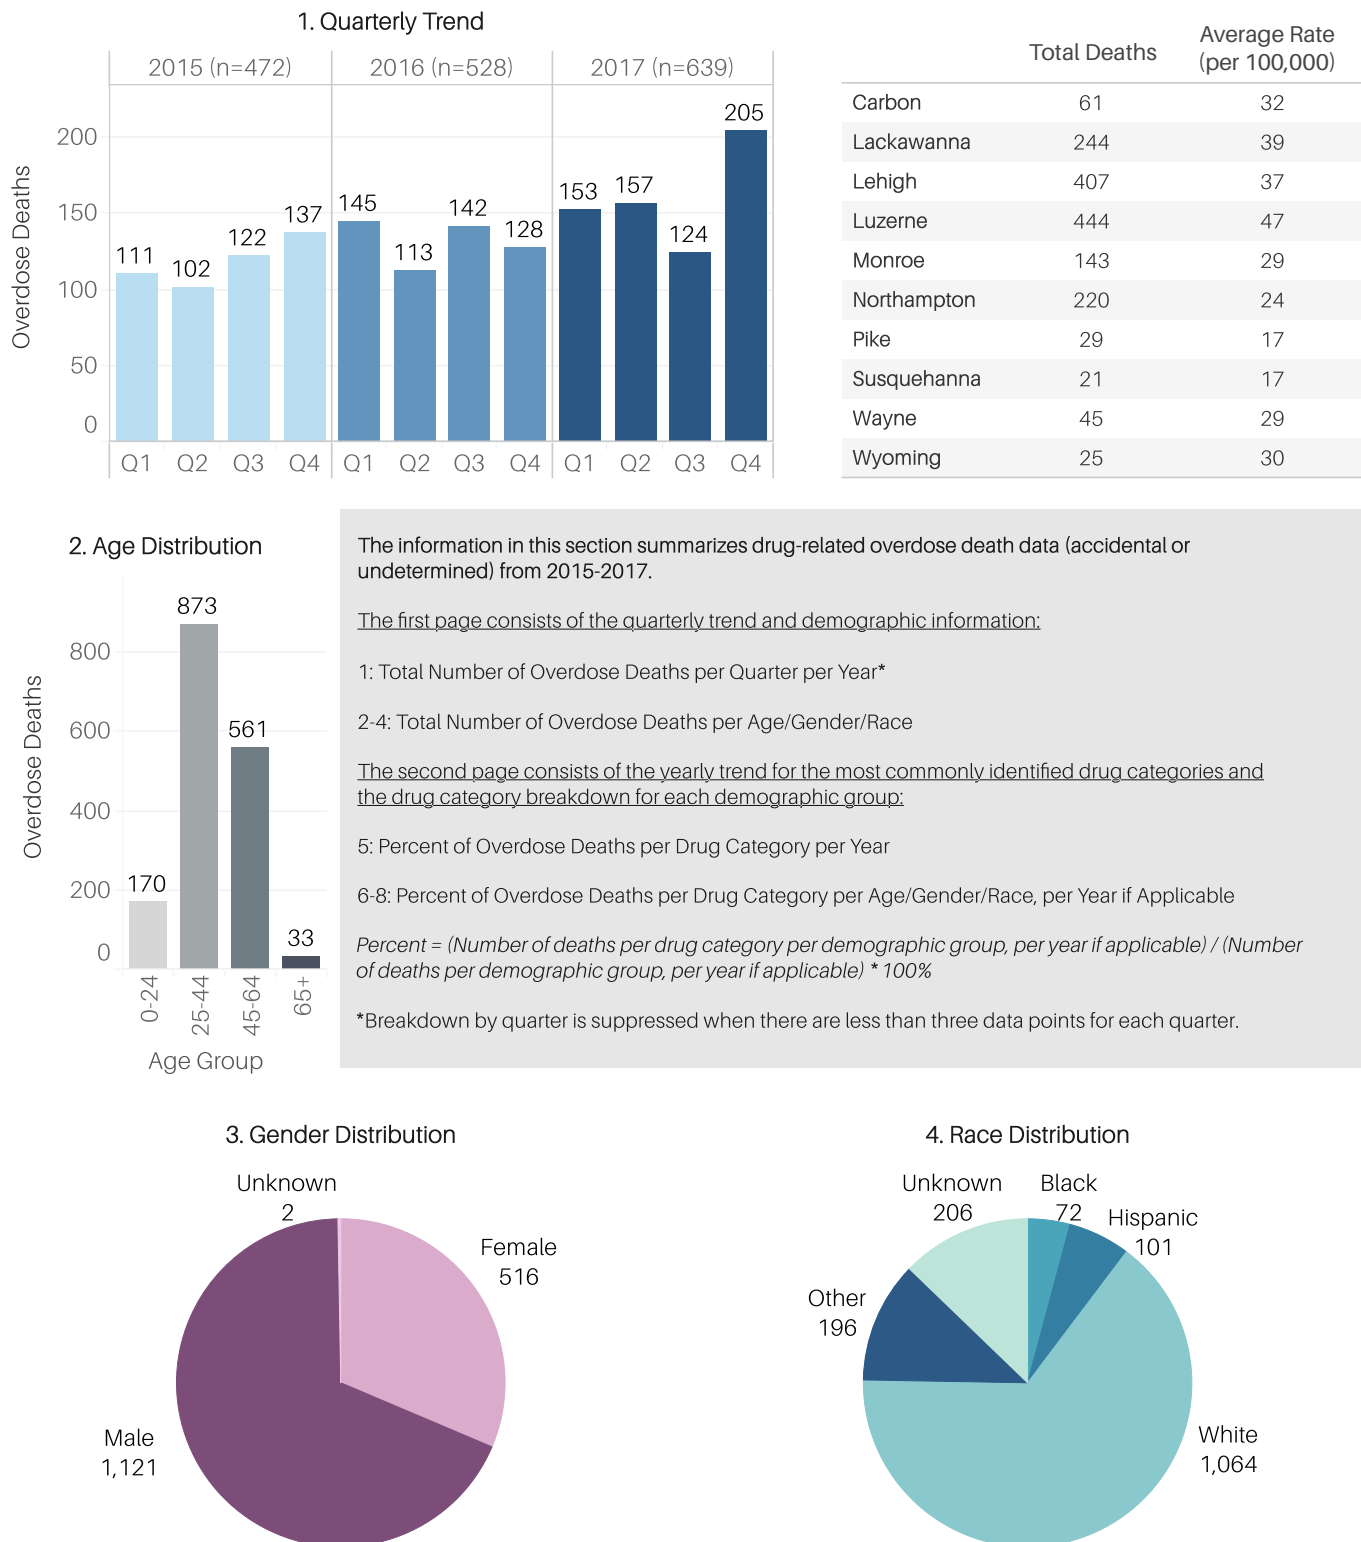 1. Quarterly Trend
2015 (n=472)
2016 (n=528)
2017 (n=639)
Overdose Deaths
200
150
100
50
0
111
102
122
137
145
113
142
128
153
157
124
205
Q1
Q2
Q3
Q4
Q1
Q2
Q3
Q4
Q1
Q2
Q3
Q4
Total Deaths
Average Rate
(per 100,000)
Carbon 61 32
Lackawanna 244 39
Lehigh 407 37
Luzerne 444 47
Monroe 143 29
Northampton 220 24
Pike 29 17
Susquehanna 21 17
Wayne 45 29
Wyoming 25 30
2. Age Distribution
Overdose Deaths
800
600
400
200
0
170
873
561
33
0-24
25-44
45-64
65+
Age Group
The information in this section summarizes drug-related overdose death data (accidental or
undetermined) from 2015-2017.
The first page consists of the quarterly trend and demographic information:
1: Total Number of Overdose Deaths per Quarter per Year*
2-4: Total Number of Overdose Deaths per Age/Gender/Race
The second page consists of the yearly trend for the most commonly identified drug categories and
the drug category breakdown for each demographic group:
5: Percent of Overdose Deaths per Drug Category per Year
6-8: Percent of Overdose Deaths per Drug Category per Age/Gender/Race, per Year if Applicable
Percent = (Number of deaths per drug category per demographic group, per year if applicable) / (Number
of deaths per demographic group, per year if applicable) * 100%
*Breakdown by quarter is suppressed when there are less than three data points for each quarter.
3. Gender Distribution
Unknown
2
Female
516
Male
1,121
4. Race Distribution
Unknown
206
Black
72
Hispanic
101
Other
196
White
1,064